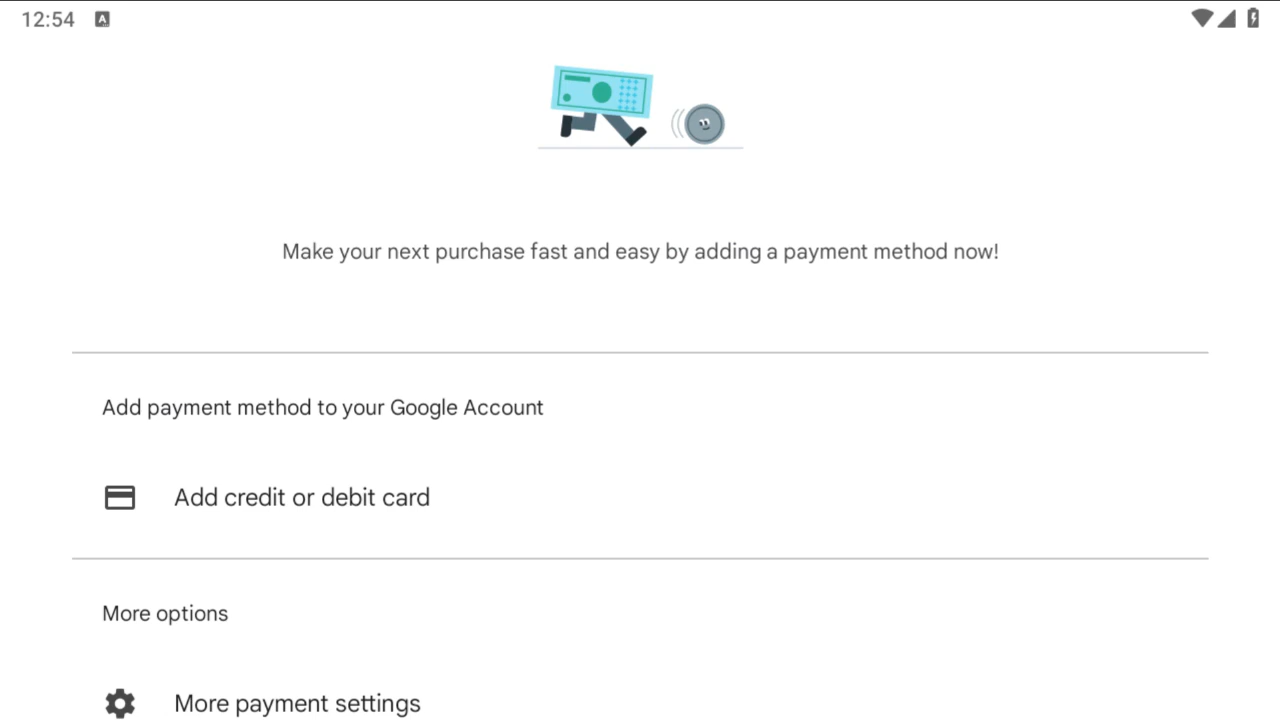 12:54
Make your next purchase fast and easy by adding a payment method now!
Add payment method to your Google Account
Add credit or debit card
More options
More payment settings